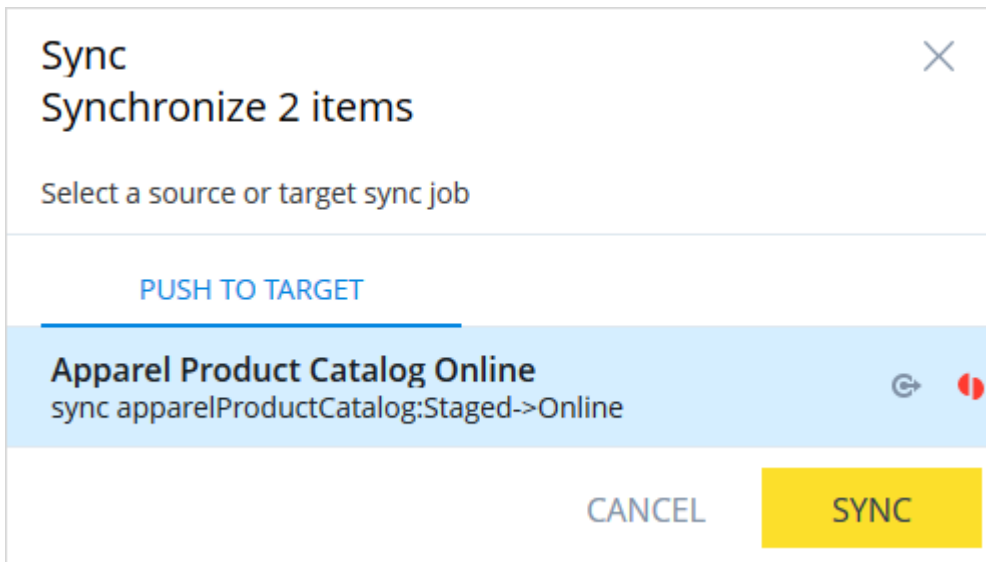 Sync
Synchronize 2 items
Select a source or target sync job
PUSH TO TARGET
Apparel Product Catalog Online
sync apparelProductCatalog:Staged->Online
CANCEL
SYNC